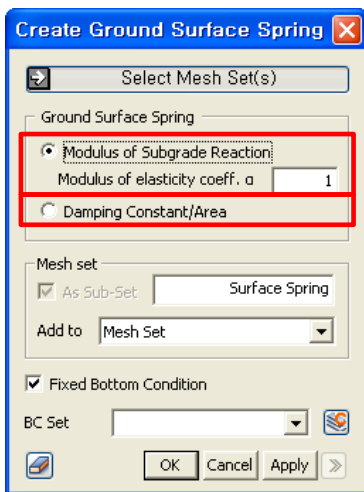 Create Ground Surface Spring
Select Mesh Set(s)
Ground Surface Spring
Modulus of Subgrade Reaction
Modulus of elasticity coeff. α 1
Damping Constant/Area
Mesh set
As Sub-Set Surface Spring
Add to Mesh Set
Fixed Bottom Condition
BC Set
OK Cancel Apply